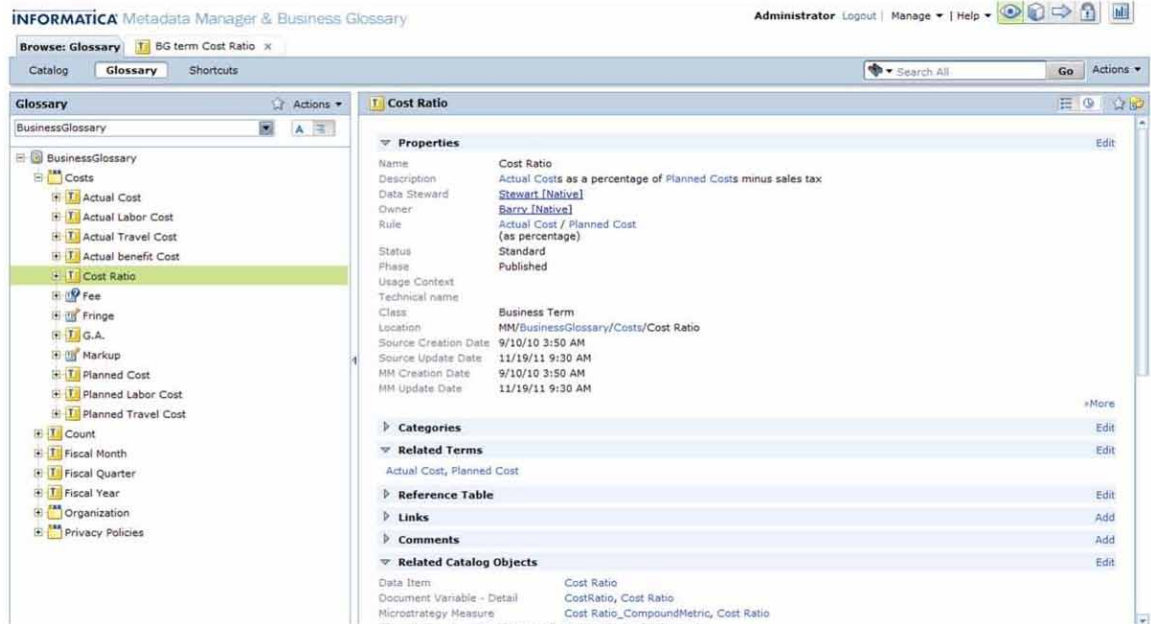 INFORMATICA Metadata Manager & Business Glossary
Administrator Logout | Manage | Help
Browse: Glossary BG term Cost Ratio x
Catalog Glossary Shortcuts Search All Go Actions
Glossary Actions
BusinessGlossary A
BusinessGlossary
Costs
Actual Cost
Actual Labor Cost
Actual Travel Cost
Actual benefit Cost
Cost Ratio
Fee
Fringe
G.A.
Markup
Planned Cost
Planned Labor Cost
Planned Travel Cost
Count
Fiscal Month
Fiscal Quarter
Fiscal Year
Organization
Privacy Policies
Cost Ratio
Properties Edit
Name Cost Ratio
Description Actual Costs as a percentage of Planned Costs minus sales tax
Data Steward Stewart [Native]
Owner Barry [Native]
Rule Actual Cost / Planned Cost
(as percentage)
Status Standard
Phase Published
Usage Context
Technical name
Class Business Term
Location MM/BusinessGlossary/Costs/Cost Ratio
Source Creation Date 9/10/10 3:50 AM
Source Update Date 11/19/11 9:30 AM
MM Creation Date 9/10/10 3:50 AM
MM Update Date 11/19/11 9:30 AM
»More
Categories Edit
Related Terms Edit
Actual Cost, Planned Cost
Reference Table Edit
Links Add
Comments Add
Related Catalog Objects Edit
Data Item Cost Ratio
Document Variable - Detail CostRatio, Cost Ratio
Microstrategy Measure Cost Ratio_CompoundMetric, Cost Ratio